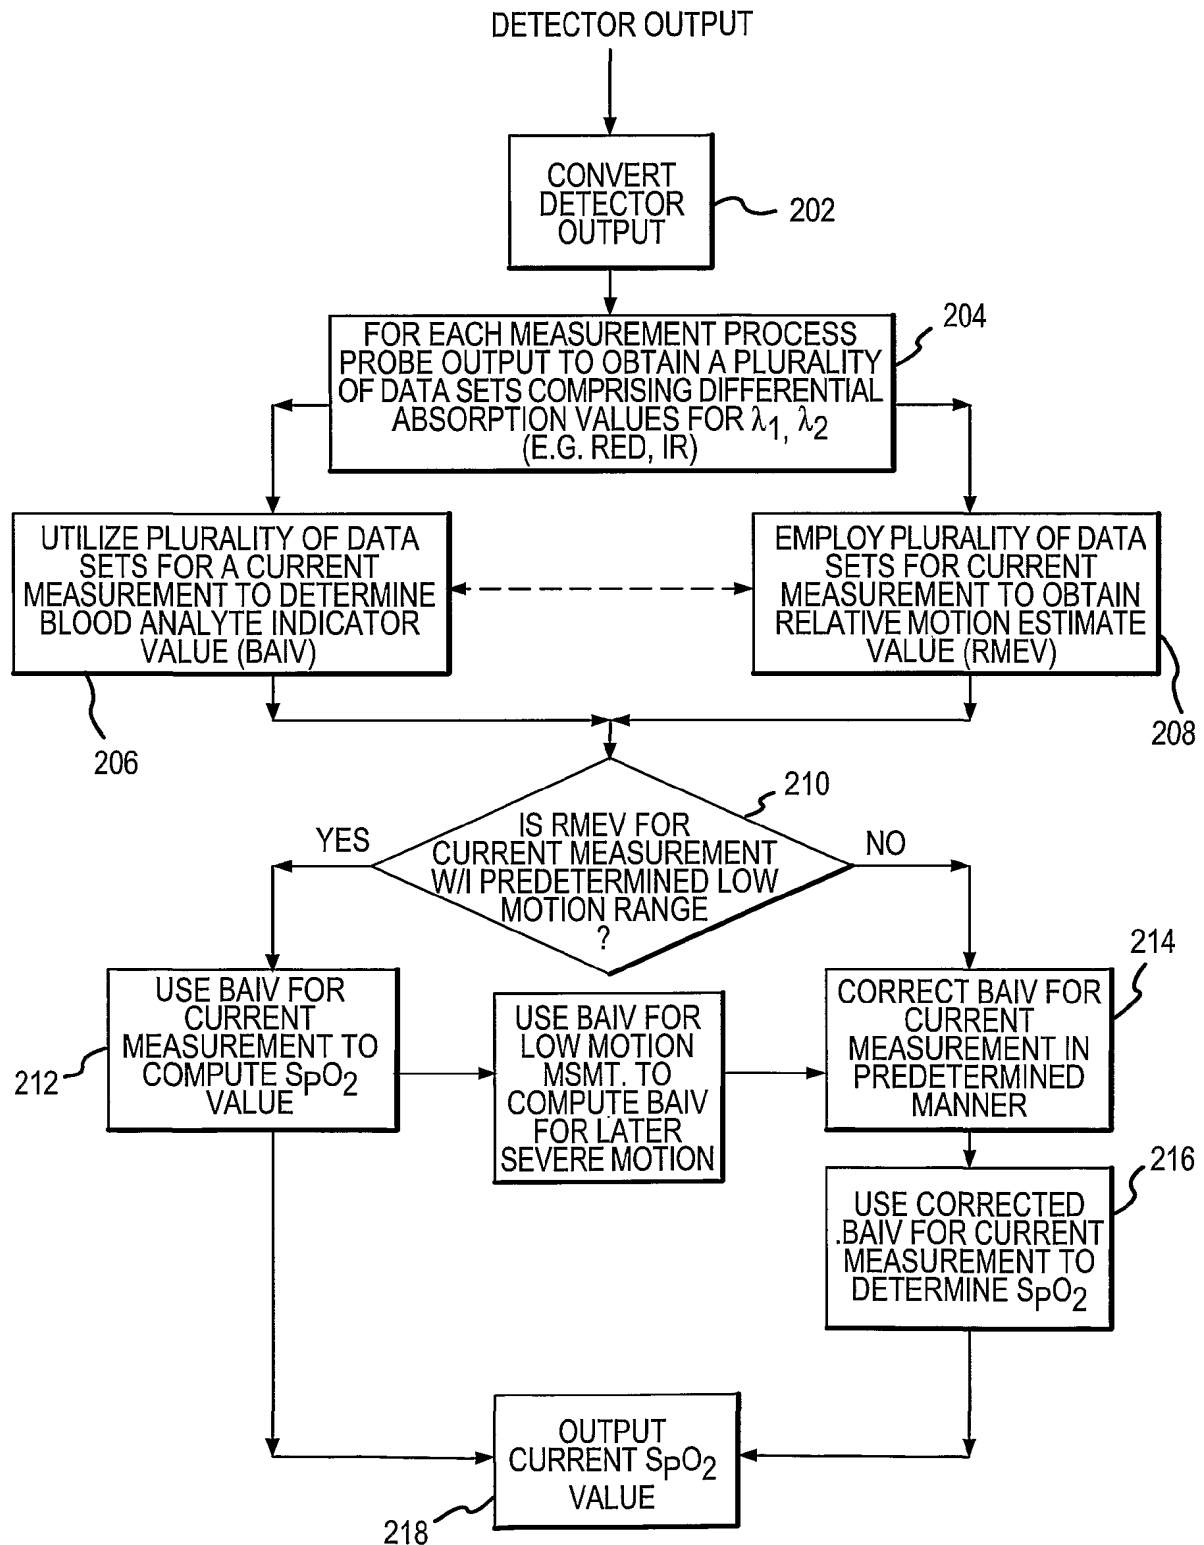 DETECTOR OUTPUT
CONVERT
DETECTOR
OUTPUT
202
FOR EACH MEASUREMENT PROCESS
PROBE OUTPUT TO OBTAIN A PLURALITY
OF DATA SETS COMPRISING DIFFERENTIAL
ABSORPTION VALUES FOR λ1, λ2
(E.G. RED, IR)
204
UTILIZE PLURALITY OF DATA
SETS FOR A CURRENT
MEASUREMENT TO DETERMINE
BLOOD ANALYTE INDICATOR
VALUE (BAIV)
206
EMPLOY PLURALITY OF DATA
SETS FOR CURRENT
MEASUREMENT TO OBTAIN
RELATIVE MOTION ESTIMATE
VALUE (RMEV)
208
210
IS RMEV FOR
CURRENT MEASUREMENT
W/I PREDETERMINED LOW
MOTION RANGE
?
YES
NO
USE BAIV FOR
CURRENT
MEASUREMENT TO
COMPUTE SPO2
VALUE
212
USE BAIV FOR
LOW MOTION
MSMT. TO
COMPUTE BAIV
FOR LATER
SEVERE MOTION
CORRECT BAIV FOR
CURRENT
MEASUREMENT IN
PREDETERMINED
MANNER
214
USE CORRECTED
.BAIV FOR CURRENT
MEASUREMENT TO
DETERMINE SPO2
216
OUTPUT
CURRENT SPO2
VALUE
218